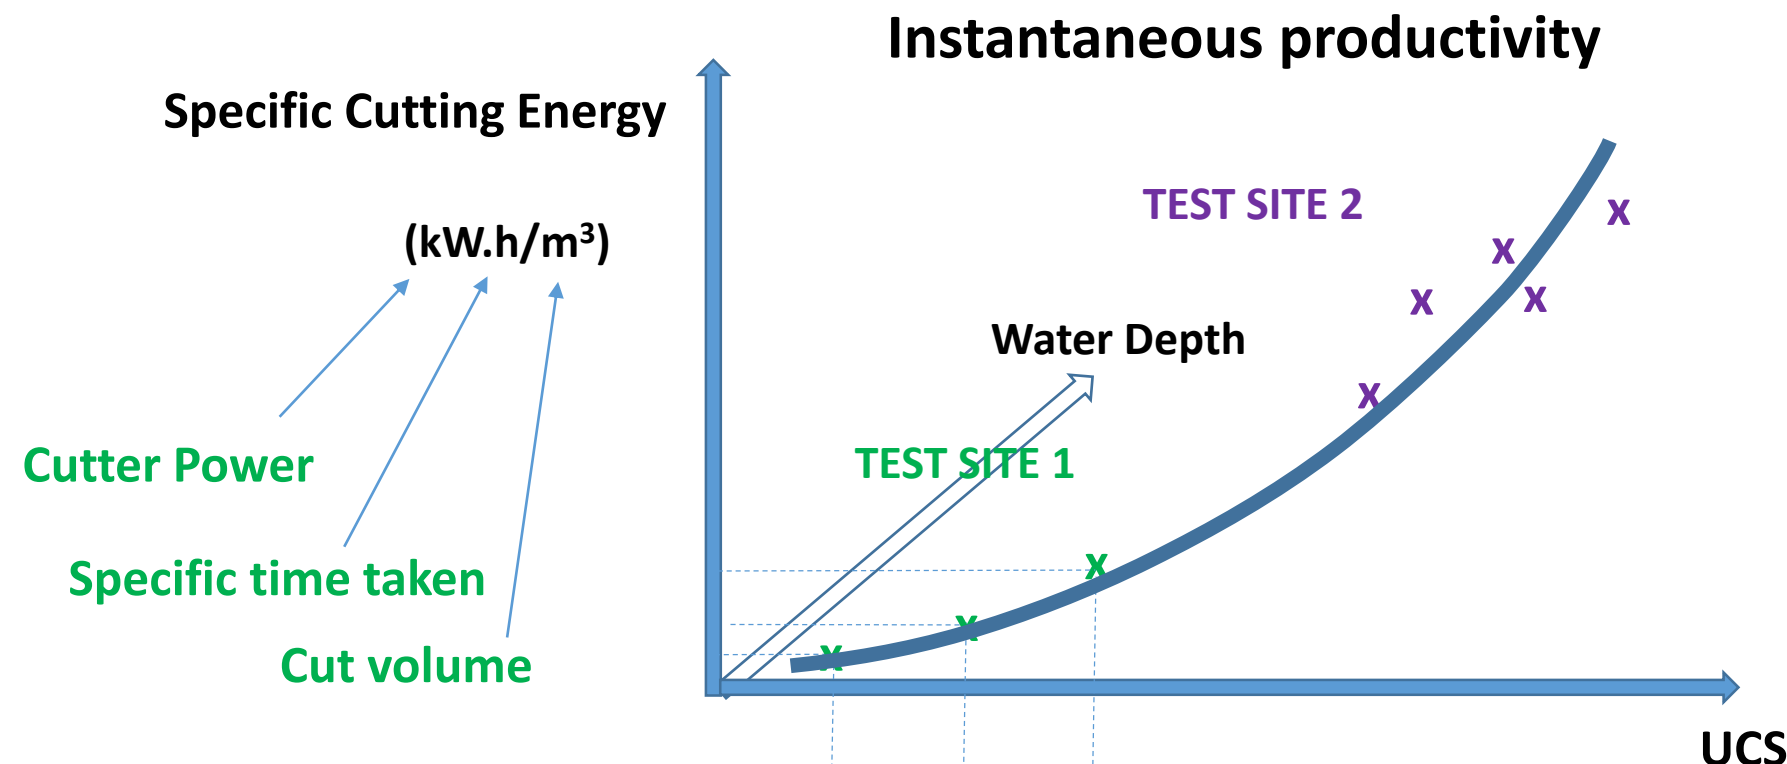 Instantaneous productivity
Specific Cutting Energy
(kW.h/m³)
TEST SITE 2
x
x
x
x
Water Depth
x
Cutter Power
TEST SITE 1
x
Specific time taken
x
x
Cut volume
UCS